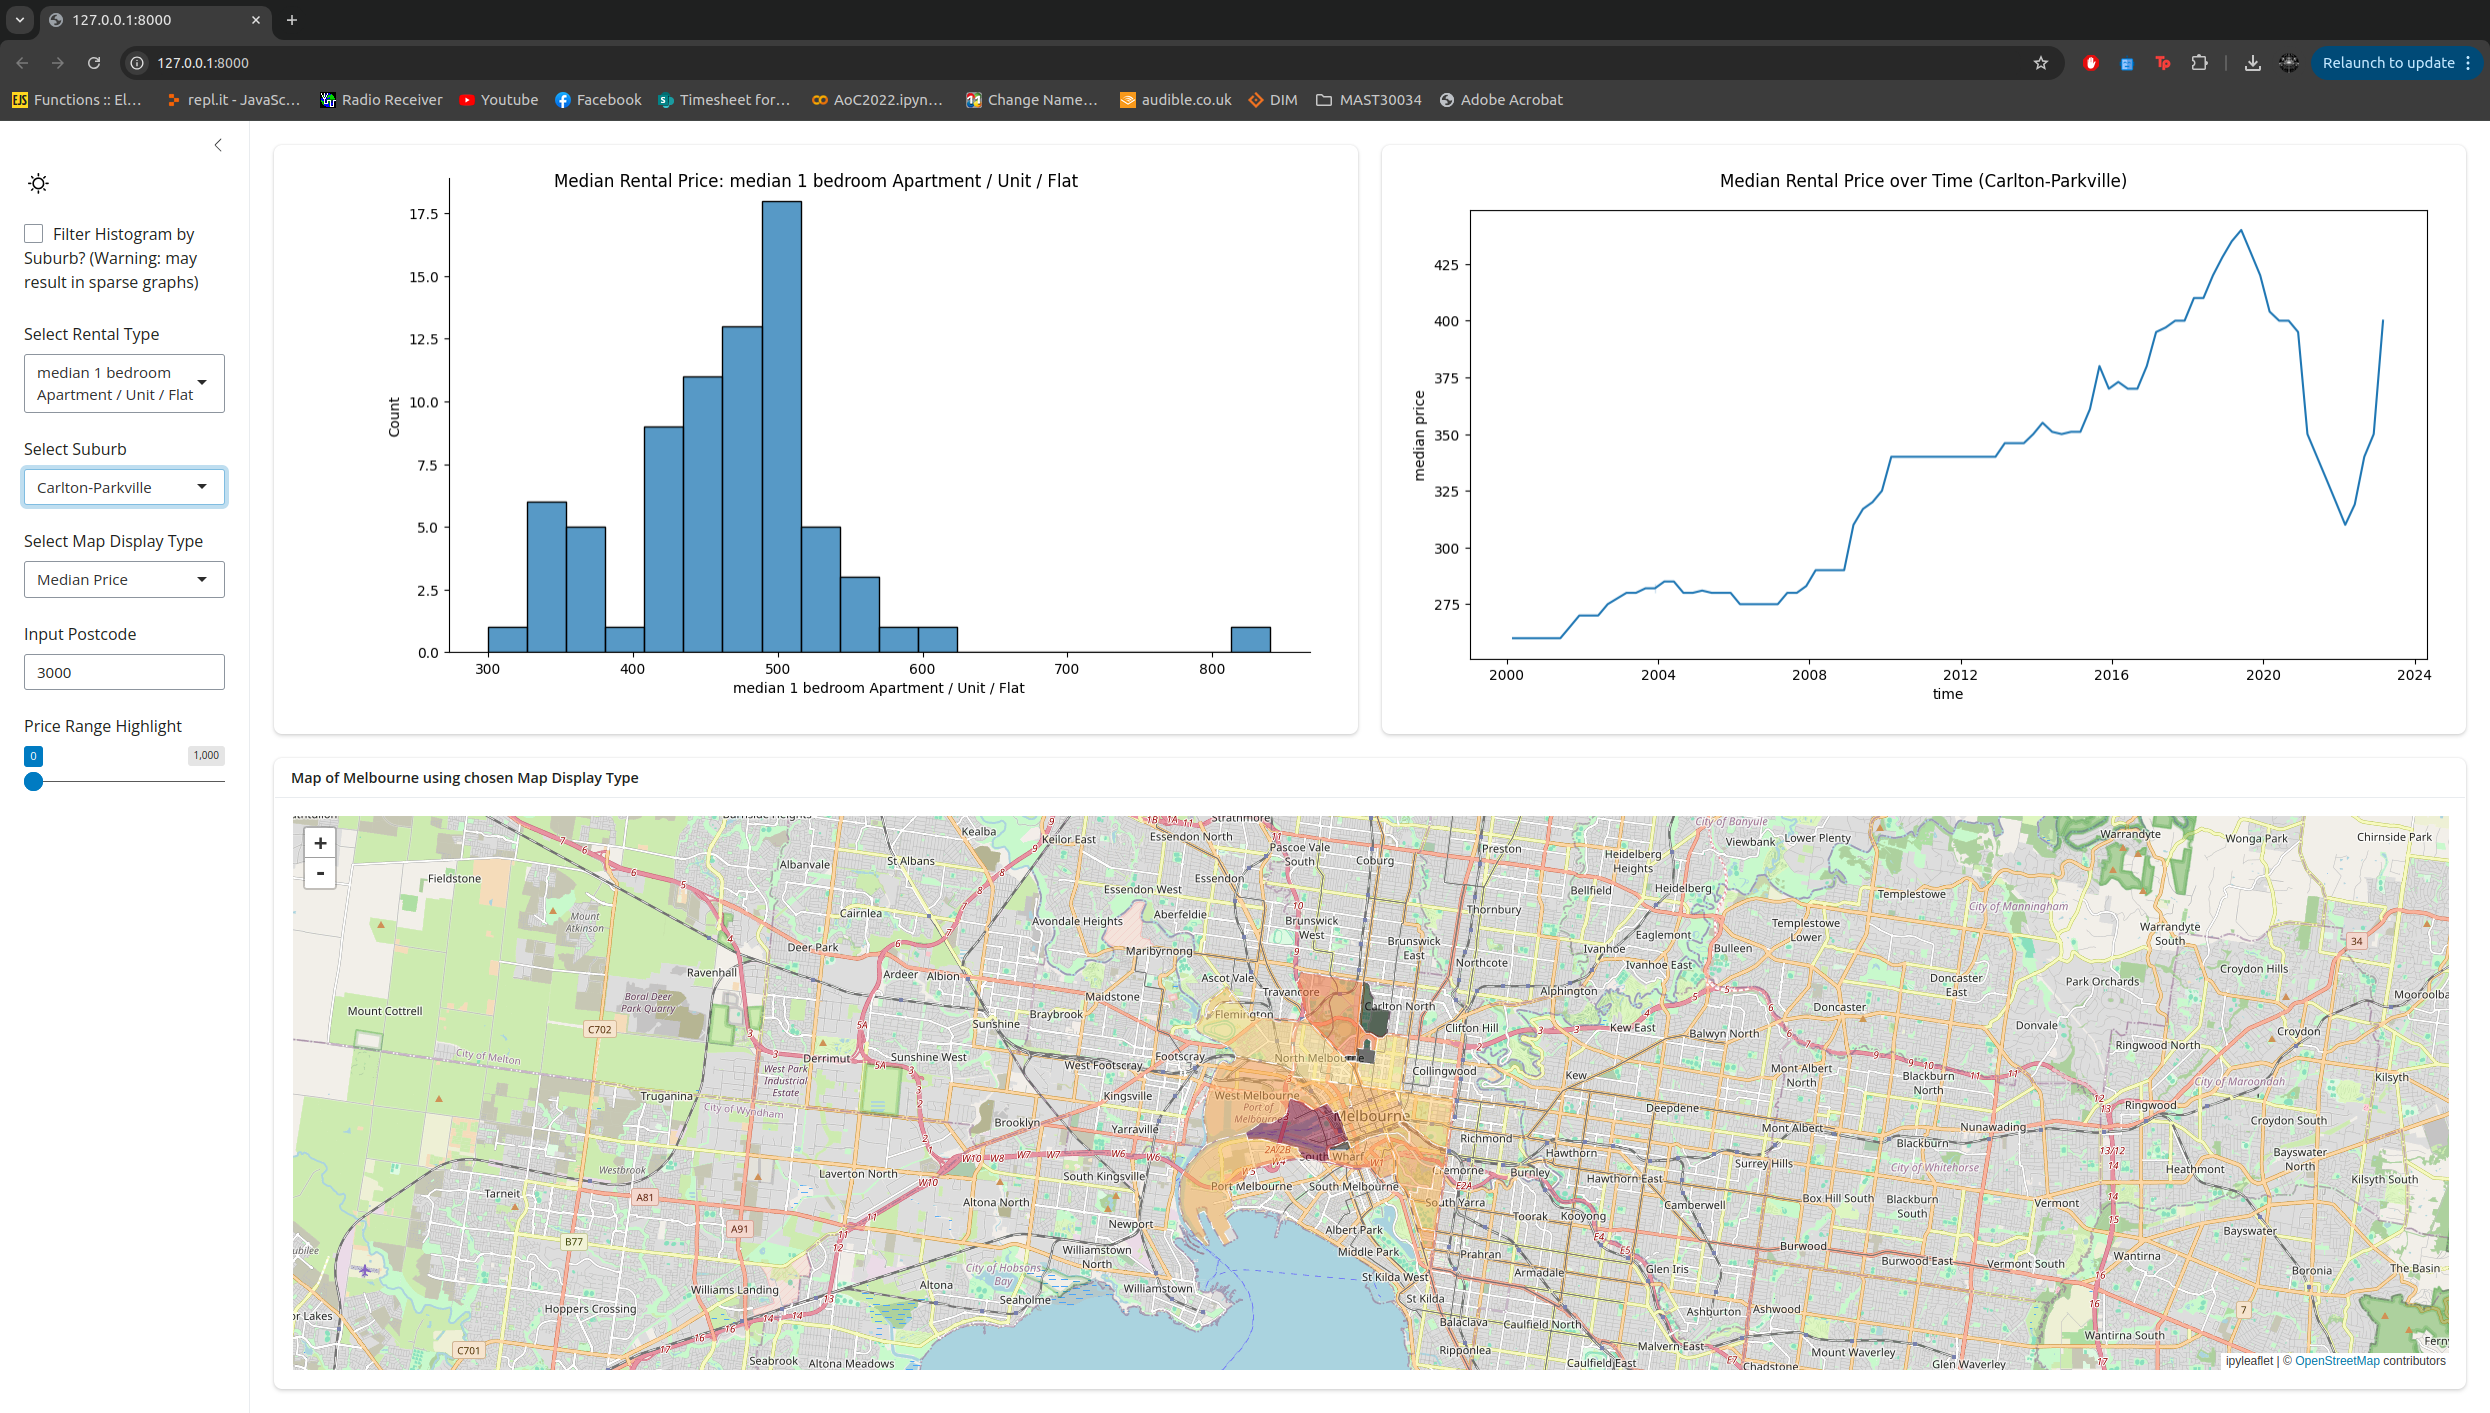 127.0.0.1:8000
127.0.0.1:8000
Relaunch to update
EJS Functions :: El...
repl.it - JavaSc...
Radio Receiver
Youtube
Facebook
Timesheet for...
AoC2022.ipyn...
Change Name...
audible.co.uk
DIM
MAST30034
Adobe Acrobat
Filter Histogram by
Suburb? (Warning: may
result in sparse graphs)
Select Rental Type
median 1 bedroom
Apartment / Unit / Flat
Select Suburb
Carlton-Parkville
Select Map Display Type
Median Price
Input Postcode
3000
Price Range Highlight
0
1,000
Median Rental Price: median 1 bedroom Apartment / Unit / Flat
17.5
15.0
12.5
10.0
7.5
5.0
2.5
0.0
Count
300 400 500 600 700 800
median 1 bedroom Apartment / Unit / Flat
Median Rental Price over Time (Carlton-Parkville)
425
400
375
350
325
300
275
median price
2000 2004 2008 2012 2016 2020 2024
time
Map of Melbourne using chosen Map Display Type
+
-
Strathmore
Kealba
Keilor East
Essendon North
Pascoe Vale
South
Coburg
Preston
City of Banyule
Viewbank
Lower Plenty
Warrandyte
Wonga Park
Chirnside Park
Albanvale
St Albans
Heidelberg
Heights
Fieldstone
Essendon West
Essendon
Bellfield
Heidelberg
Templestowe
City of Manningham
Mount
Atkinson
Cairnlea
Avondale Heights
Aberfeldie
Brunswick
West
Thornbury
Templestowe
Lower
Warrandyte
South
34
Deer Park
Maribyrnong
Brunswick
East
Ivanhoe
Eaglemont
Bulleen
Ravenhall
Ardeer
Albion
Ascot Vale
Travancore
Northcote
Ivanhoe East
Doncaster
East
Park Orchards
Croydon Hills
Boral Deer
Park Quarry
Maidstone
Carlton North
Alphington
Doncaster
Mount Cottrell
C702
Sunshine
Braybrook
Flemington
Clifton Hill
Kew East
Balwyn North
Donvale
Croydon
City of Melton
Derrimut
Sunshine West
Footscray
North Melbourne
Ringwood North
West Park
Industrial
Estate
West Footscray
Collingwood
Kew
Mont Albert
North
Blackburn
North
City of Maroondah
Kilsyth
Truganina
City of Wyndham
Kingsville
West Melbourne
Port of
Melbourne
Melbourne
Deepdene
Ringwood
Brooklyn
Yarraville
Richmond
Mont Albert
Nunawading
Croydon South
Blackburn
Westbrook
Laverton North
South Kingsville
South Wharf
Hawthorn
Surrey Hills
City of Whitehorse
Heathmont
Bayswater
North
Tarneit
A81
Altona North
Port Melbourne
South Melbourne
Burnley
Hawthorn East
Box Hill South
Blackburn
South
Vermont
Kilsyth South
A91
Newport
South Yarra
Toorak
Kooyong
Camberwell
B77
Albert Park
Bayswater
Williamstown
North
Middle Park
Prahran
Burwood
Wantirna
City of Hobsons
Bay
Altona
Seaholme
Williamstown
St Kilda West
Armadale
Glen Iris
Burwood East
Vermont South
Boronia
The Basin
Williams Landing
St Kilda
Hoppers Crossing
Balaclava
Caulfield North
Ashburton
Ashwood
7
C701
Ripponlea
Malvern East
Mount Waverley
Wantirna South
Seabrook
Altona Meadows
Caulfield East
Chadstone
Glen Waverley
ipyleaflet | © OpenStreetMap contributors